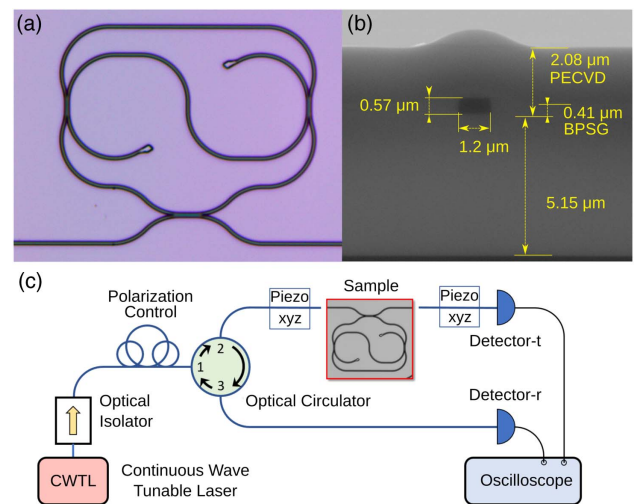 (a)
(b)
2.08 μm
PECVD
0.57 μm
0.41 μm
BPSG
1.2 μm
5.15 μm
(c)
Polarization
Control
Piezo
xyz
Sample
Piezo
xyz
Detector-t
1
2
3
Optical
Isolator
Optical Circulator
Detector-r
CWTL
Continuous Wave
Tunable Laser
Oscilloscope